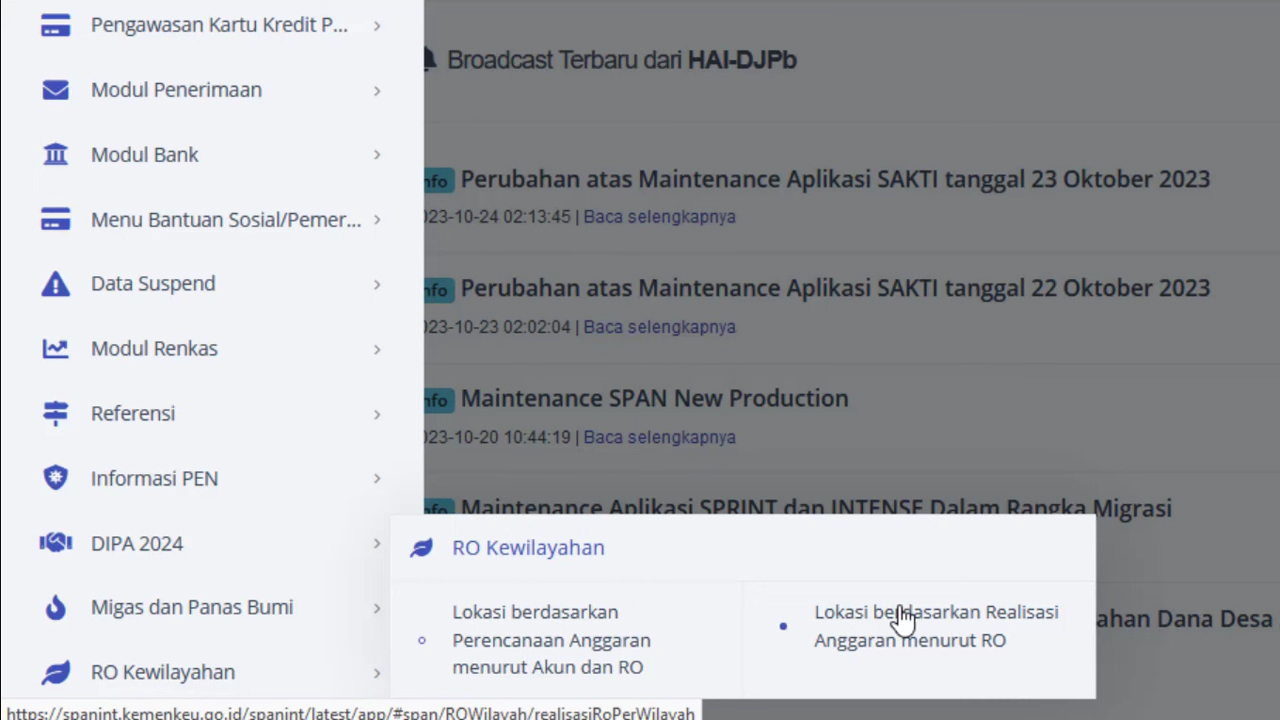 Pengawasan Kartu Kredit P...
Modul Penerimaan
Modul Bank
Menu Bantuan Sosial/Pemer...
Data Suspend
Modul Renkas
Referensi
Informasi PEN
DIPA 2024
Migas dan Panas Bumi
RO Kewilayahan
Broadcast Terbaru dari HAI-DJPb
nfo Perubahan atas Maintenance Aplikasi SAKTI tanggal 23 Oktober 2023
023-10-24 02:13:45 | Baca selengkapnya
nfo Perubahan atas Maintenance Aplikasi SAKTI tanggal 22 Oktober 2023
023-10-23 02:02:04 | Baca selengkapnya
nfo Maintenance SPAN New Production
023-10-20 10:44:19 | Baca selengkapnya
nfo Maintenance Aplikasi SPRINT dan INTENSE Dalam Rangka Migrasi
ahan Dana Desa
RO Kewilayahan
Lokasi berdasarkan
Perencanaan Anggaran
menurut Akun dan RO
Lokasi berdasarkan Realisasi
Anggaran menurut RO
https://spanint.kemenkeu.go.id/spanint/latest/app/#span/ROWilayah/realisasiRoPerWilayah